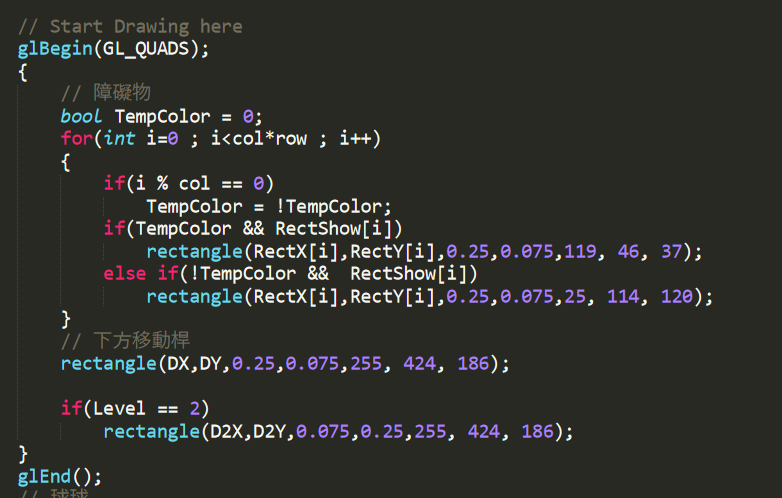 // Start Drawing here
glBegin(GL_QUADS);
{
// 障礙物
bool TempColor = 0;
for(int i=0 ; i<col*row ; i++)
{
if(i % col == 0)
TempColor = !TempColor;
if(TempColor && RectShow[i])
rectangle(RectX[i],RectY[i],0.25,0.075,119, 46, 37);
else if(!TempColor &&  RectShow[i])
rectangle(RectX[i],RectY[i],0.25,0.075,25, 114, 120);
}
// 下方移動桿
rectangle(DX,DY,0.25,0.075,255, 424, 186);
if(Level == 2)
rectangle(D2X,D2Y,0.075,0.25,255, 424, 186);
}
glEnd();
// 球球